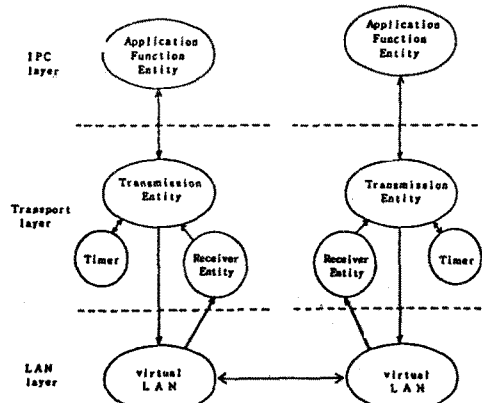 IPC
layer
Application
Function
Entity
Application
Function
Entity
Transport
layer
Transmission
Entity
Timer
Receiver
Entity
Transmission
Entity
Receiver
Entity
Timer
LAN
layer
virtual
LAN
virtual
LAN